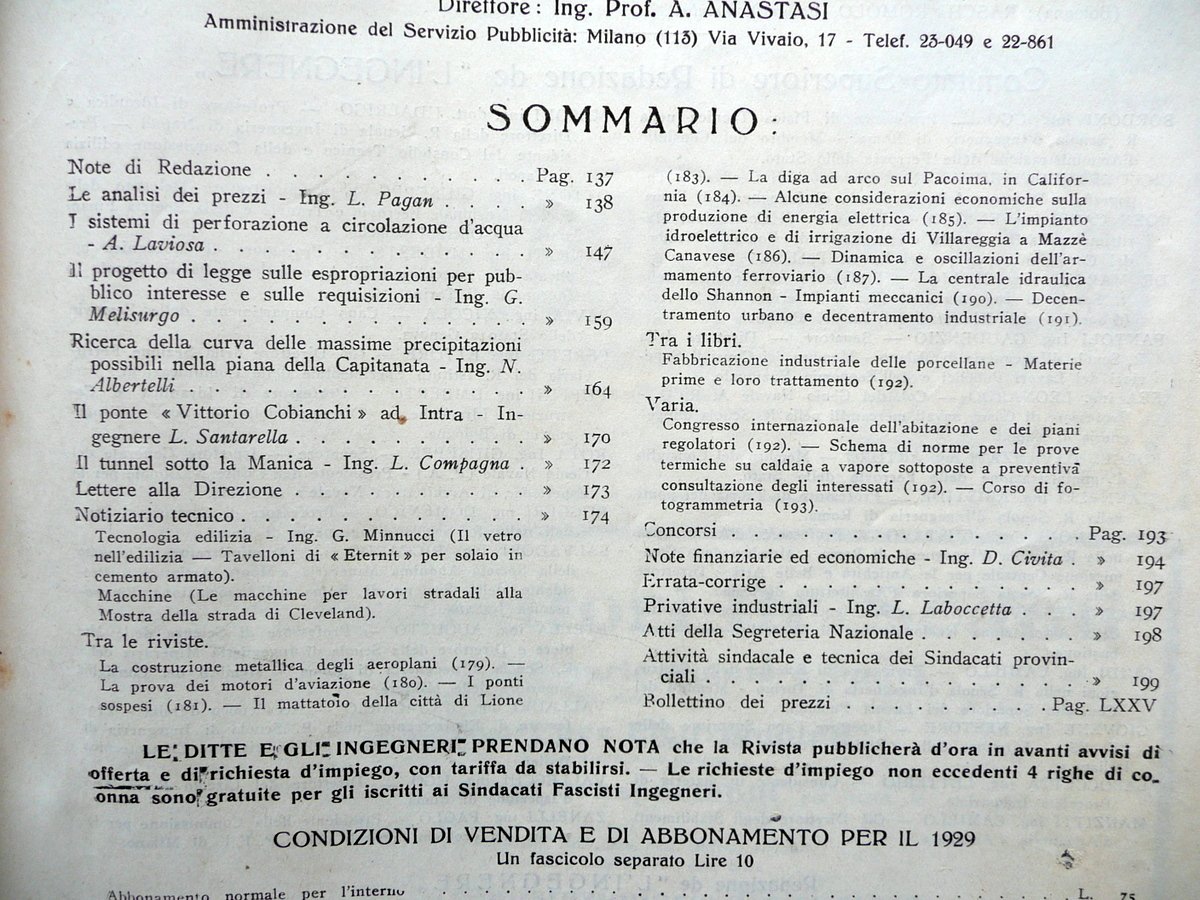 Direttore: Ing. Prof. A. ANASTASI
Amministrazione del Servizio Pubblicità: Milano (113) Via Vivaio, 17 - Telef. 23-049 e 22-861
SOMMARIO:
Note di Redazione . . . . . . . . . . Pag. 137
Le analisi dei prezzi - Ing. L. Pagan . . . . . » 138
I sistemi di perforazione a circolazione d'acqua
- A. Laviosa . . . . . . . . . . . . . » 147
Il progetto di legge sulle espropriazioni per pub-
blico interesse e sulle requisizioni - Ing. G.
Melisurgo . . . . . . . . . . . . . . » 159
Ricerca della curva delle massime precipitazioni
possibili nella piana della Capitanata - Ing. N.
Albertelli . . . . . . . . . . . . . . » 164
Il ponte « Vittorio Cobianchi » ad Intra - In-
gegnere L. Santarella . . . . . . . . . » 170
Il tunnel sotto la Manica - Ing. L. Compagna . » 172
Lettere alla Direzione . . . . . . . . . . » 173
Notiziario tecnico . . . . . . . . . . . . » 174
Tecnologia edilizia - Ing. G. Minnucci (Il vetro
nell'edilizia — Tavelloni di « Eternit » per solaio in
cemento armato).
Macchine (Le macchine per lavori stradali alla
Mostra della strada di Cleveland).
Tra le riviste.
La costruzione metallica degli aeroplani (179). —
La prova dei motori d'aviazione (180). — I ponti
sospesi (181). — Il mattatoio della città di Lione
(183). — La diga ad arco sul Pacoima, in Califor-
nia (184). — Alcune considerazioni economiche sulla
produzione di energia elettrica (185). — L'impianto
idroelettrico e di irrigazione di Villareggia a Mazzè
Canavese (186). — Dinamica e oscillazioni dell'ar-
mamento ferroviario (187). — La centrale idraulica
dello Shannon - Impianti meccanici (190). — Decen-
tramento urbano e decentramento industriale (191).
Tra i libri.
Fabbricazione industriale delle porcellane - Materie
prime e loro trattamento (192).
Varia.
Congresso internazionale dell'abitazione e dei piani
regolatori (192). — Schema di norme per le prove
termiche su caldaie a vapore sottoposte a preventiva
consultazione degli interessati (192). — Corso di fo-
togrammetria (193).
Concorsi . . . . . . . . . . . . . . Pag. 193
Note finanziarie ed economiche - Ing. D. Civita . » 194
Errata-corrige . . . . . . . . . . . . . » 197
Privative industriali - Ing. L. Laboccetta . . . . » 197
Atti della Segreteria Nazionale . . . . . . . . » 198
Attività sindacale e tecnica dei Sindacati provin-
ciali . . . . . . . . . . . . . . . . » 199
Bollettino dei prezzi . . . . . . . . . Pag. LXXV
LE DITTE E GLI INGEGNERI PRENDANO NOTA che la Rivista pubblicherà d'ora in avanti avvisi di
offerta e di richiesta d'impiego, con tariffa da stabilirsi. — Le richieste d'impiego non eccedenti 4 righe di co-
onna sono gratuite per gli iscritti ai Sindacati Fascisti Ingegneri.
CONDIZIONI DI VENDITA E DI ABBONAMENTO PER IL 1929
Un fascicolo separato Lire 10
Abbonamento normale per l'interno . . . . . . . . . . . . L. 75